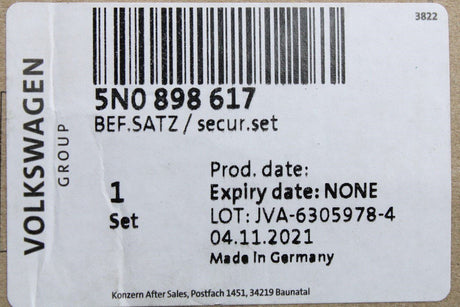 3822
VOLKSWAGEN
GROUP
5N0 898 617
BEF.SATZ / secur.set
1
Set
Prod. date:
Expiry date: NONE
LOT: JVA-6305978-4
04.11.2021
Made In Germany
Konzern After Sales, Postfach 1451, 34219 Baunatal